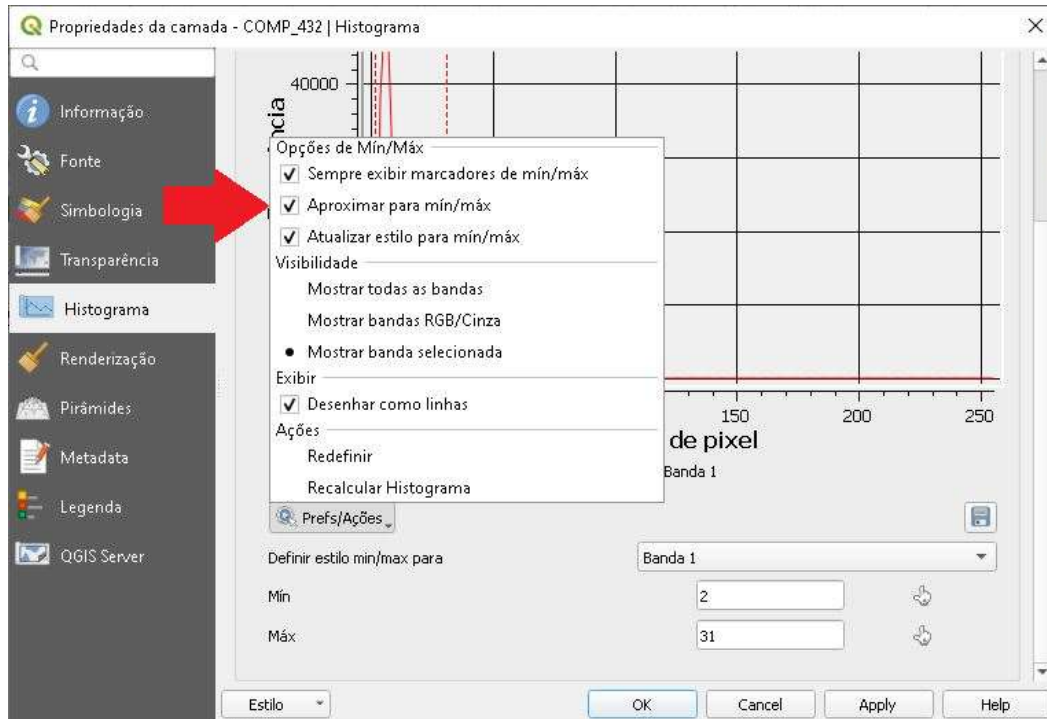 Propriedades da camada - COMP_432 | Histograma
Informação
Fonte
Simbologia
Transparência
Histograma
Renderização
Pirâmides
Metadata
Legenda
QGIS Server
40000
Opções de Mín/Máx
Sempre exibir marcadores de mín/máx
Aproximar para mín/máx
Atualizar estilo para mín/máx
Visibilidade
Mostrar todas as bandas
Mostrar bandas RGB/Cinza
Mostrar banda selecionada
Exibir
Desenhar como linhas
Ações
Redefinir
Recalcular Histograma
150 200 250
de pixel
Banda 1
Prefs/Ações
Definir estilo min/max para Banda 1
Mín 2
Máx 31
Estilo OK Cancel Apply Help